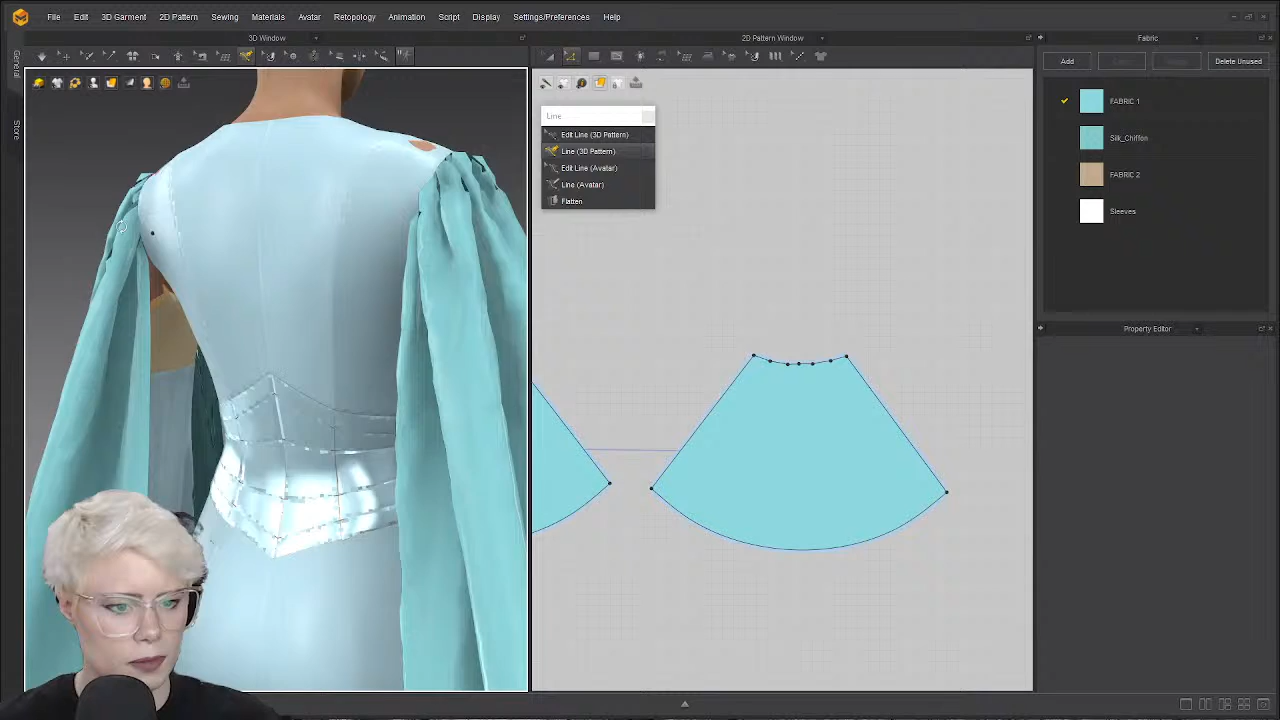 File Edit 3D Garment 2D Pattern Sewing Materials Avatar Retopology Animation Script Display Settings/Preferences Help
3D Window
2D Pattern Window
Fabric
General
Store
Add
Delete Unused
Line
Edit Line (3D Pattern)
Line (3D Pattern)
Edit Line (Avatar)
Line (Avatar)
Flatten
FABRIC 1
Silk_Chiffon
FABRIC 2
Sleeves
Property Editor